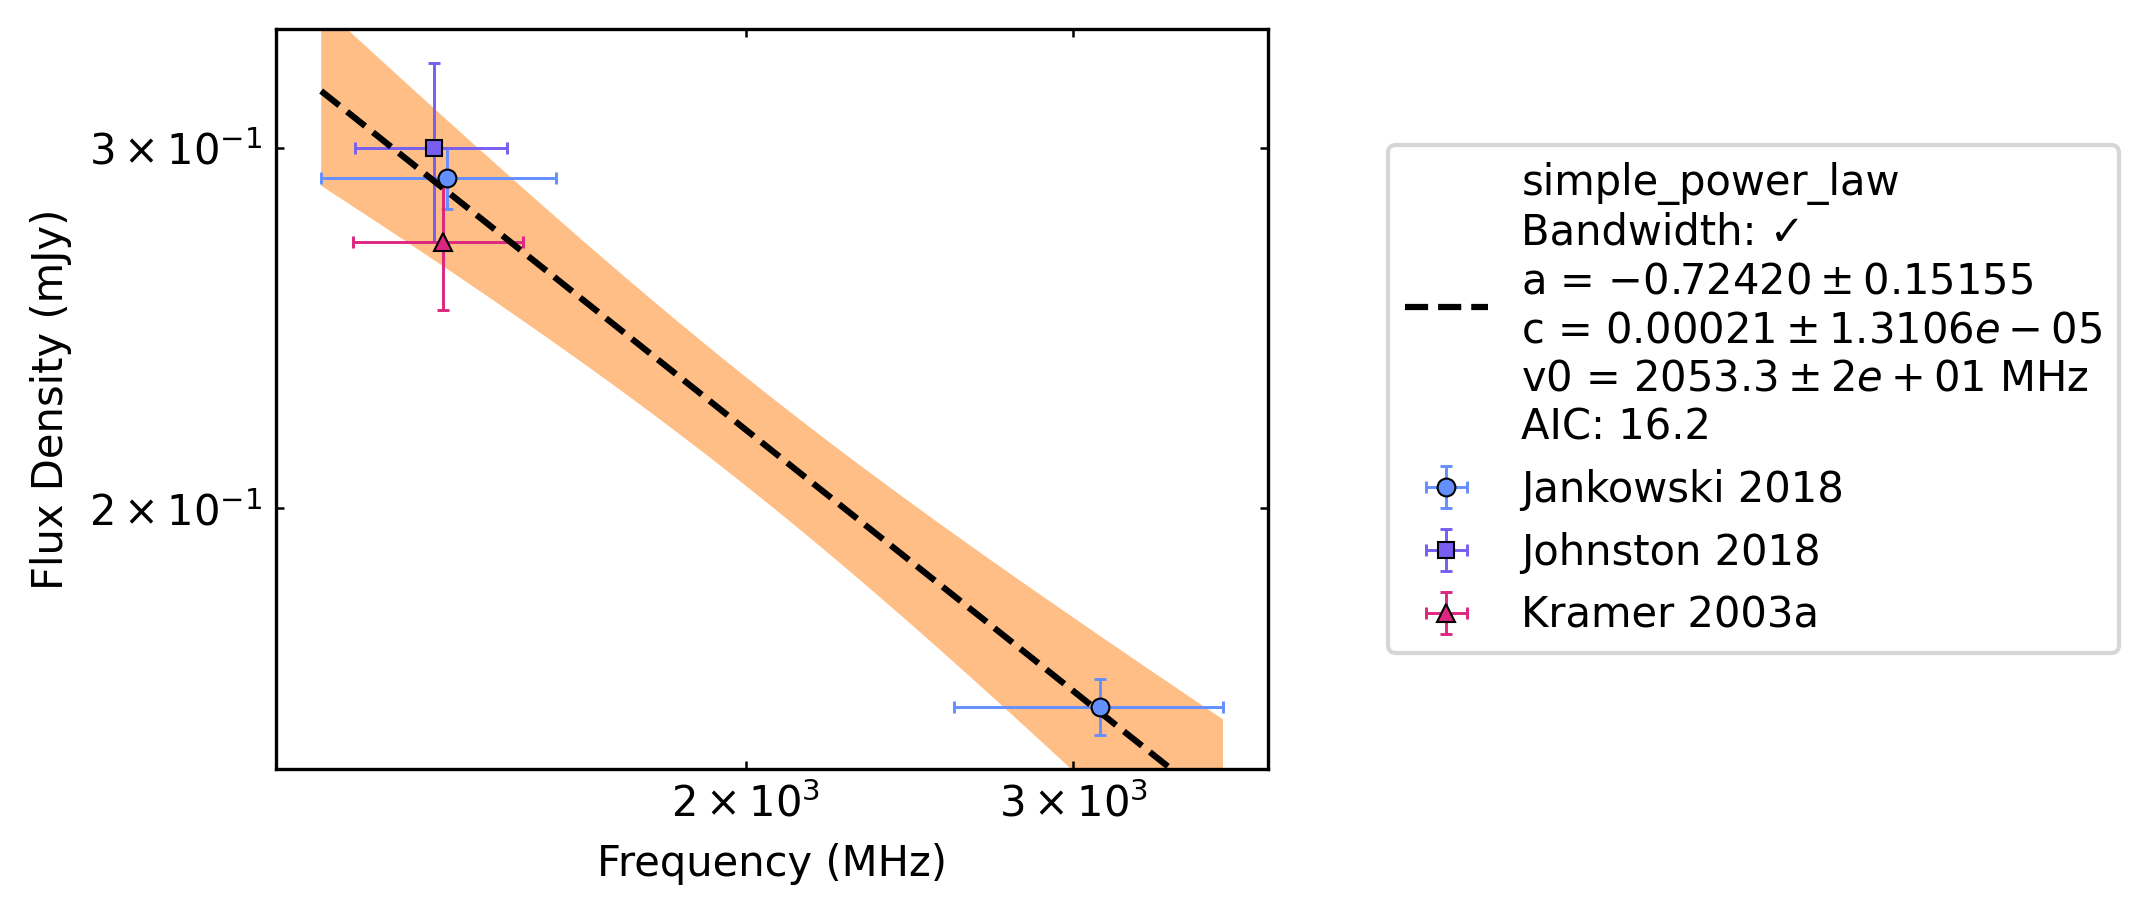 3 × 10⁻¹
2 × 10⁻¹
Flux Density (mJy)
2 × 10³
3 × 10³
Frequency (MHz)
simple_power_law
Bandwidth: ✓
a = −0.72420 ± 0.15155
c = 0.00021 ± 1.3106e − 05
v0 = 2053.3 ± 2e + 01 MHz
AIC: 16.2
Jankowski 2018
Johnston 2018
Kramer 2003a